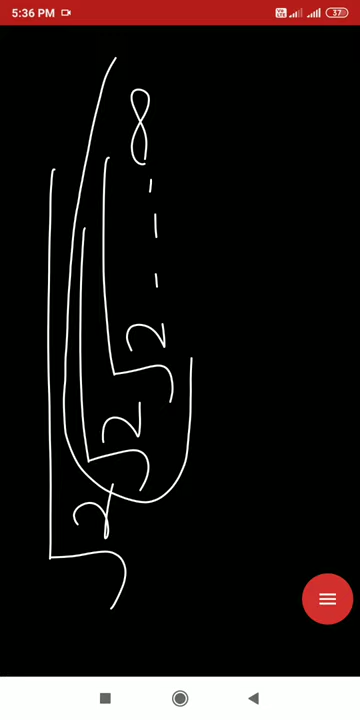 5:36 PM
37
√2√2√2 - - - ∞